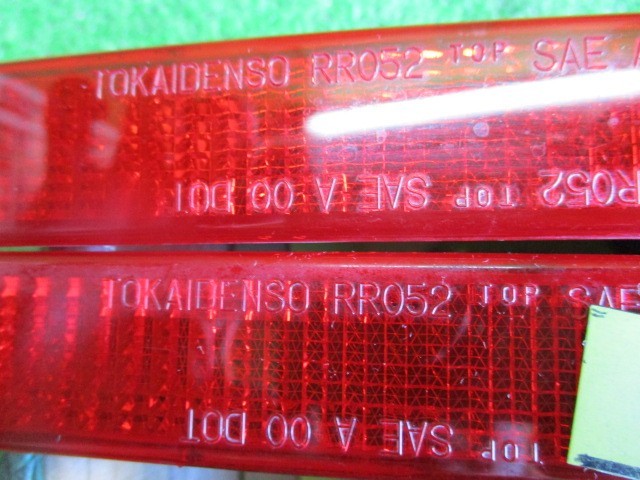 TOKAIDENSO RR052 TOP SAE A
R052 TOP SAE A 00 DOT
TOKAIDENSO RR052 TOP SAE
TOP SAE A 00 DOT